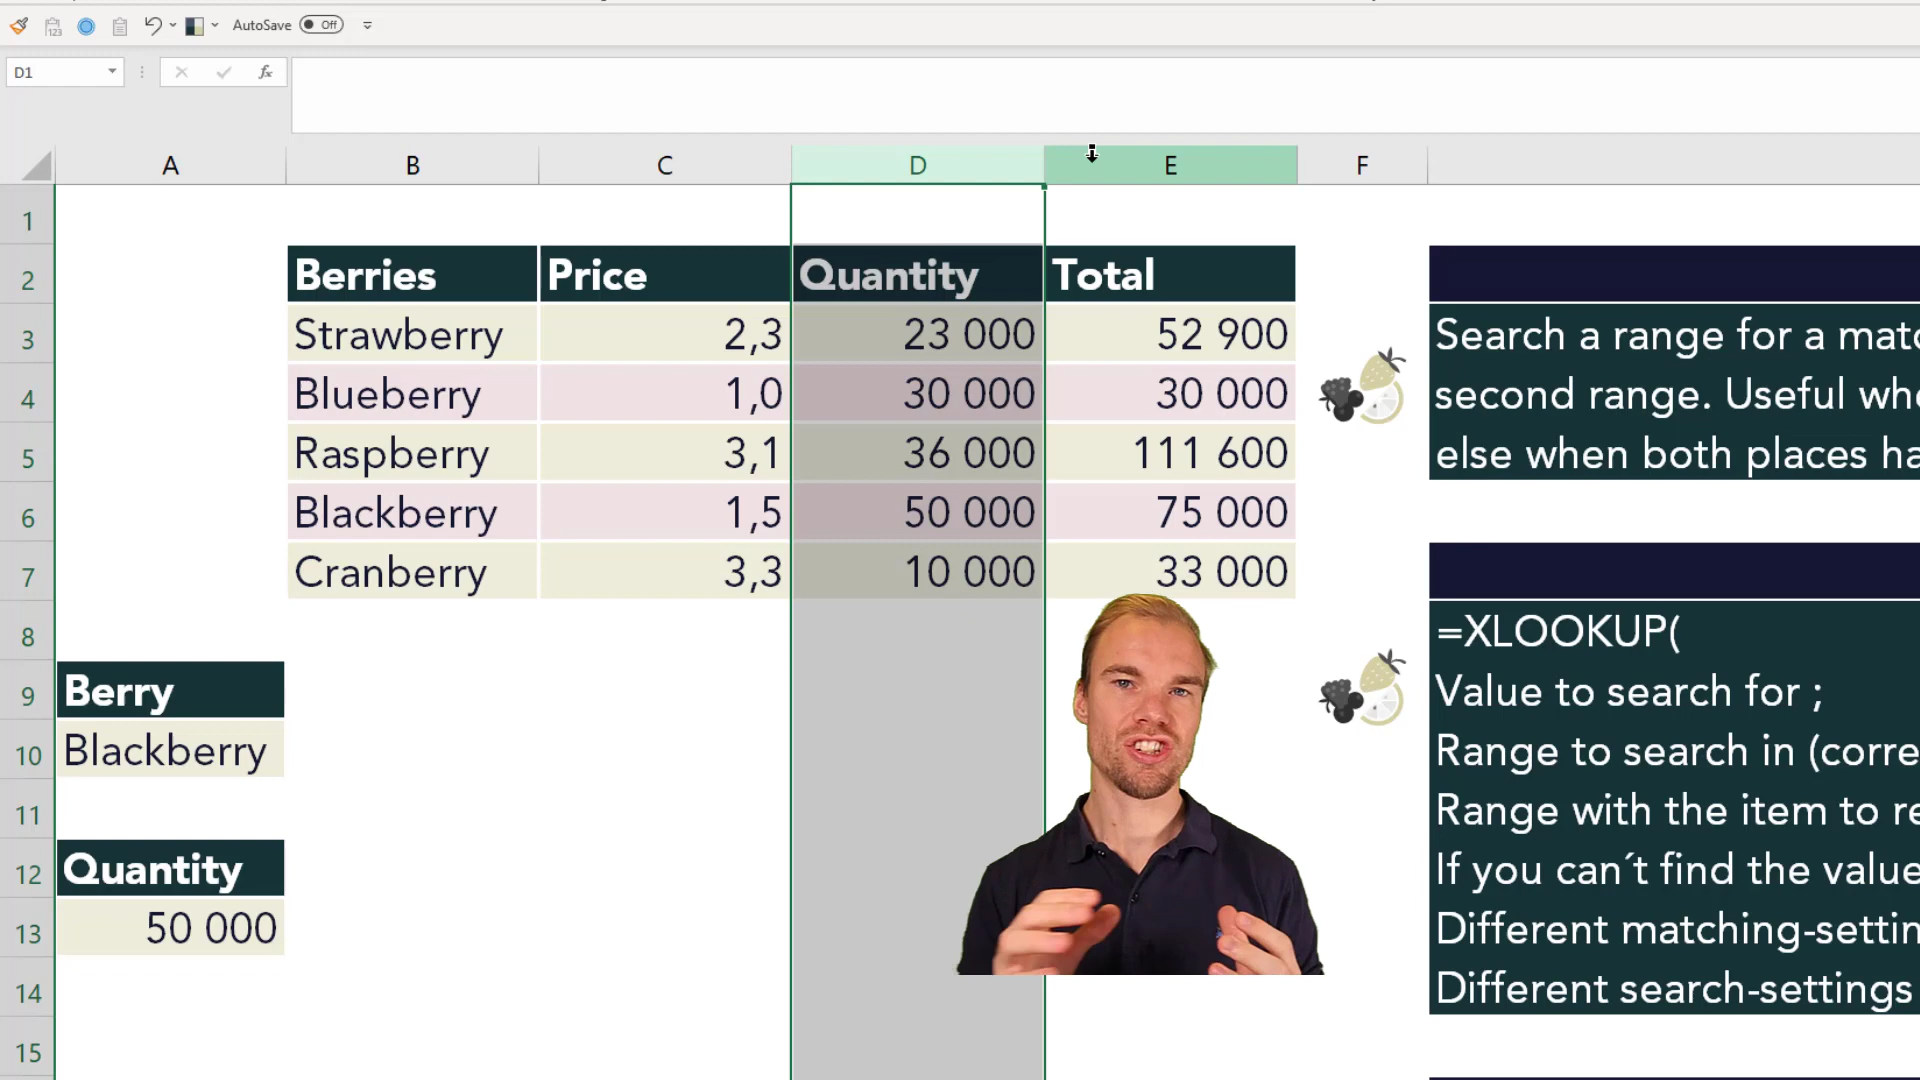 AutoSave Off
D1 fx
A B C D E F
1
2 Berries Price Quantity Total
3 Strawberry 2,3 23 000 52 900 Search a range for a matc
4 Blueberry 1,0 30 000 30 000 second range. Useful whe
5 Raspberry 3,1 36 000 111 600 else when both places ha
6 Blackberry 1,5 50 000 75 000
7 Cranberry 3,3 10 000 33 000
8 =XLOOKUP(
9 Berry Value to search for ;
10 Blackberry Range to search in (corre
11 Range with the item to re
12 Quantity If you can´t find the value
13 50 000 Different matching-settin
14 Different search-settings
15